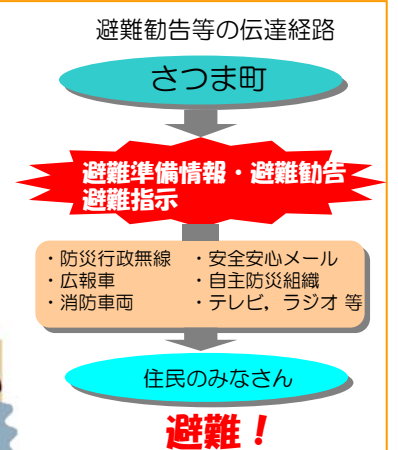 避難勧告等の伝達経路
さつま町
避難準備情報・避難勧告
避難指示
・防災行政無線 ・安全安心メール
・広報車 ・自主防災組織
・消防車両 ・テレビ，ラジオ 等
住民のみなさん
避難！